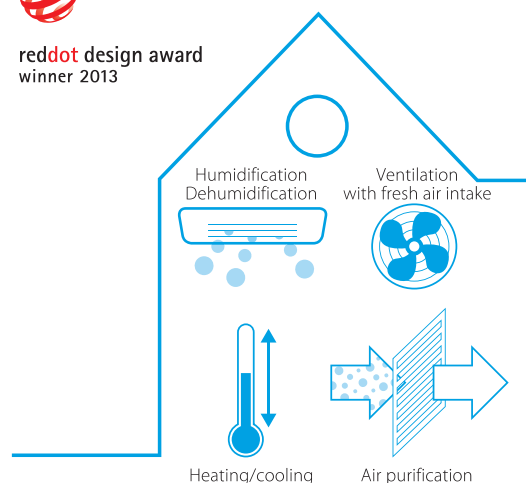 reddot design award
winner 2013
Humidification
Dehumidification
Ventilation
with fresh air intake
Heating/cooling
Air purification